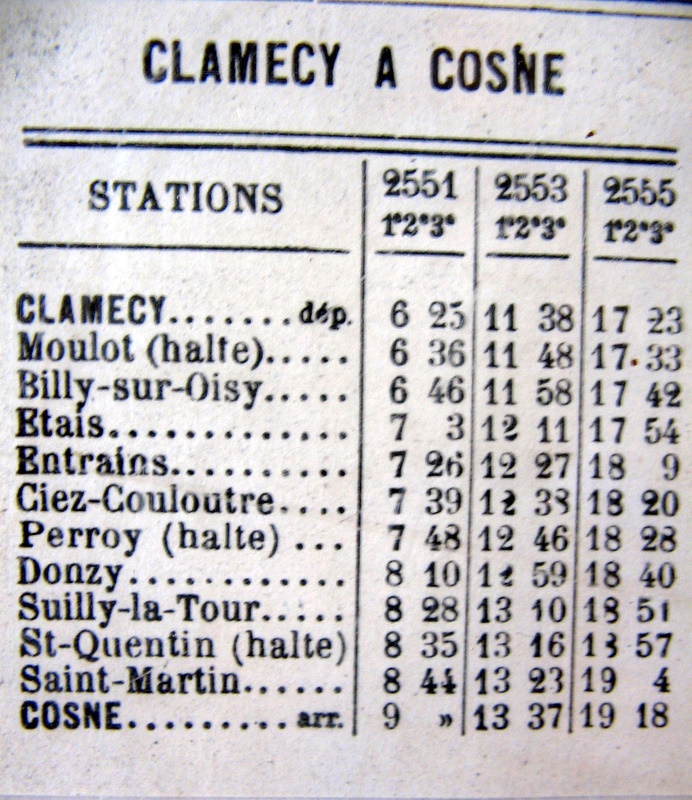 CLAMECY A COSNE
STATIONS 2551 2553 2555
1ʳ2ᵉ3ᵉ 1ʳ2ᵉ3ᵉ 1ʳ2ᵉ3ᵉ
CLAMECY.......dép. 6 25 11 38 17 23
Moulot (halte)..... 6 36 11 48 17 33
Billy-sur-Oisy..... 6 46 11 58 17 42
Etais............. 7 3 12 11 17 54
Entrains.......... 7 26 12 27 18 9
Ciez-Couloutre.... 7 39 12 38 18 20
Perroy (halte) ... 7 48 12 46 18 28
Donzy............ 8 10 12 59 18 40
Suilly-la-Tour..... 8 28 13 10 18 51
St-Quentin (halte) 8 35 13 16 18 57
Saint-Martin...... 8 44 13 23 19 4
COSNE.........arr. 9 » 13 37 19 18